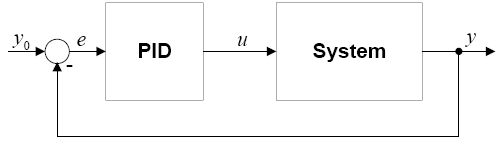 y₀ e PID u System y
-